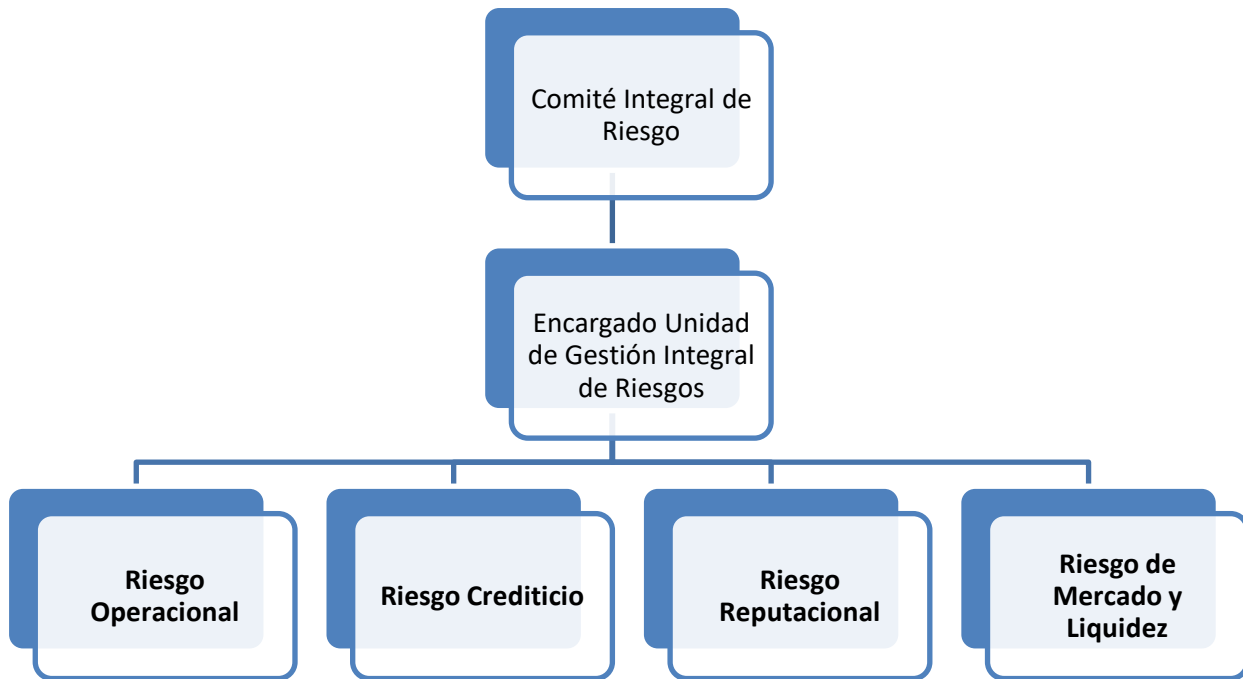 Comité Integral de
Riesgo
Encargado Unidad
de Gestión Integral
de Riesgos
Riesgo
Operacional
Riesgo Crediticio
Riesgo
Reputacional
Riesgo de
Mercado y
Liquidez